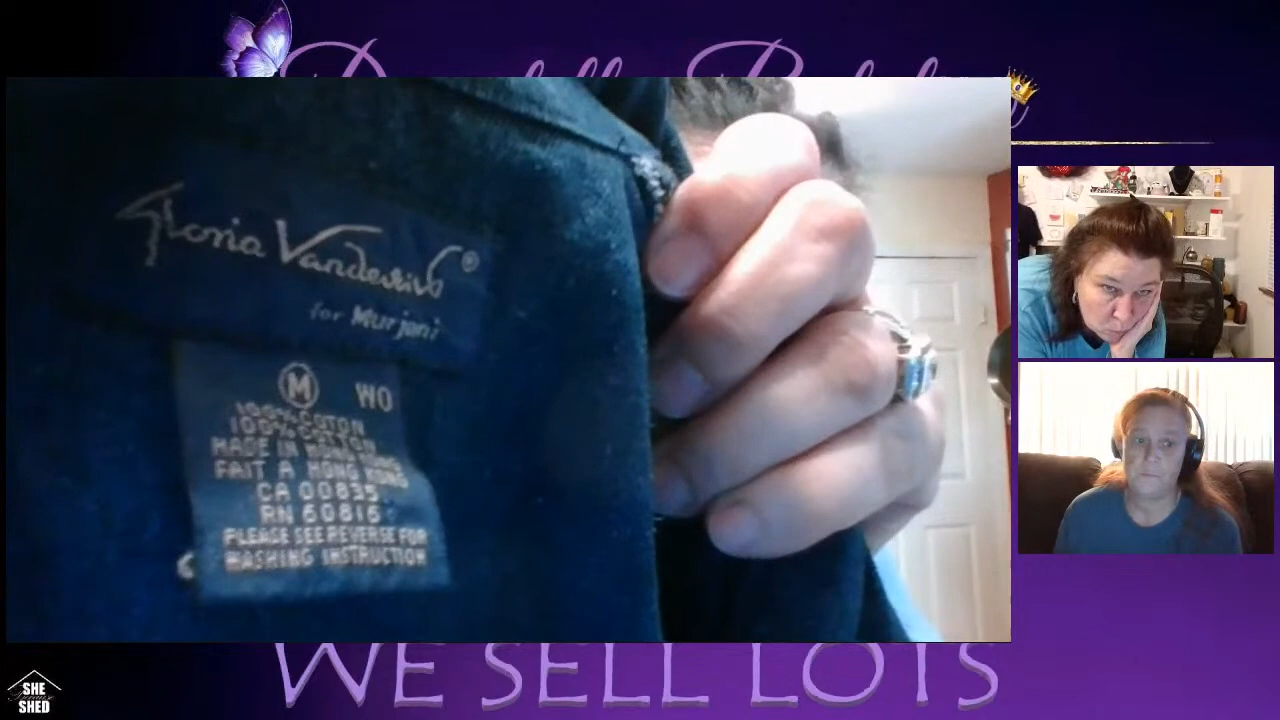 Gloria Vanderbilt®
for Murjani
M WO
100% COTON
100% COTTON
MADE IN HONG KONG
FAIT A HONG KONG
CA 00835
RN 60816
PLEASE SEE REVERSE FOR
WASHING INSTRUCTION
WE SELL LOTS
SHE
SHED